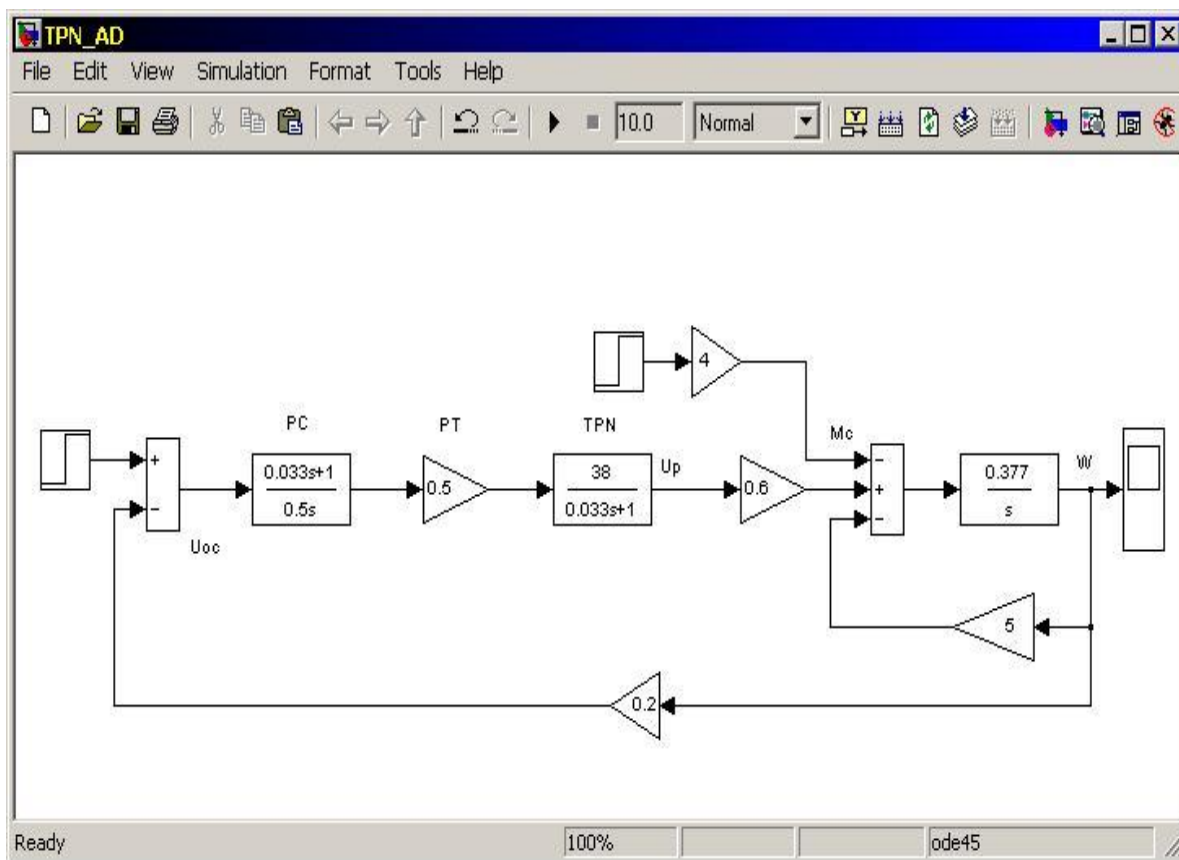 TPN_AD
File Edit View Simulation Format Tools Help
10.0 Normal
4
PC PT TPN Mc
+
-
0.033s+1
0.5s
0.5
38
0.033s+1
Up
0.6
-
+
-
0.377
s
W
Uoc
5
0.2
Ready 100% ode45